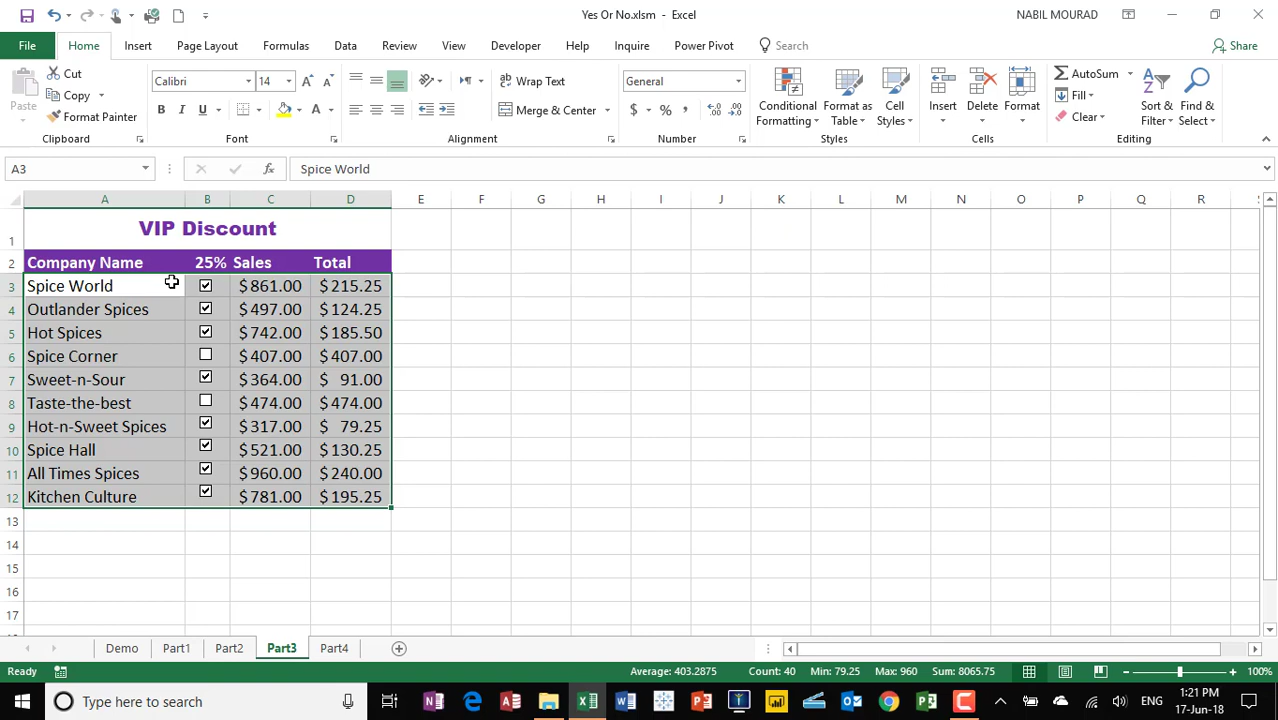 Yes Or No.xlsm - Excel
NABIL MOURAD
File
Home
Insert
Page Layout
Formulas
Data
Review
View
Developer
Help
Inquire
Power Pivot
Search
Share
Paste
Cut
Copy
Format Painter
Clipboard
Calibri
14
B I U
A
Font
Wrap Text
Merge & Center
Alignment
General
$ % ,
Number
Conditional Formatting
Format as Table
Cell Styles
Styles
Insert
Delete
Format
Cells
AutoSum
Fill
Clear
Sort & Filter
Find & Select
Editing
A3
fx
Spice World
A B C D E F G H I J K L M N O P Q R
1 VIP Discount
2 Company Name 25% Sales Total
3 Spice World $ 861.00 $ 215.25
4 Outlander Spices $ 497.00 $ 124.25
5 Hot Spices $ 742.00 $ 185.50
6 Spice Corner $ 407.00 $ 407.00
7 Sweet-n-Sour $ 364.00 $ 91.00
8 Taste-the-best $ 474.00 $ 474.00
9 Hot-n-Sweet Spices $ 317.00 $ 79.25
10 Spice Hall $ 521.00 $ 130.25
11 All Times Spices $ 960.00 $ 240.00
12 Kitchen Culture $ 781.00 $ 195.25
13
14
15
16
17
Demo
Part1
Part2
Part3
Part4
Ready
Average: 403.2875
Count: 40
Min: 79.25
Max: 960
Sum: 8065.75
100%
Type here to search
ENG
1:21 PM
17-Jun-18